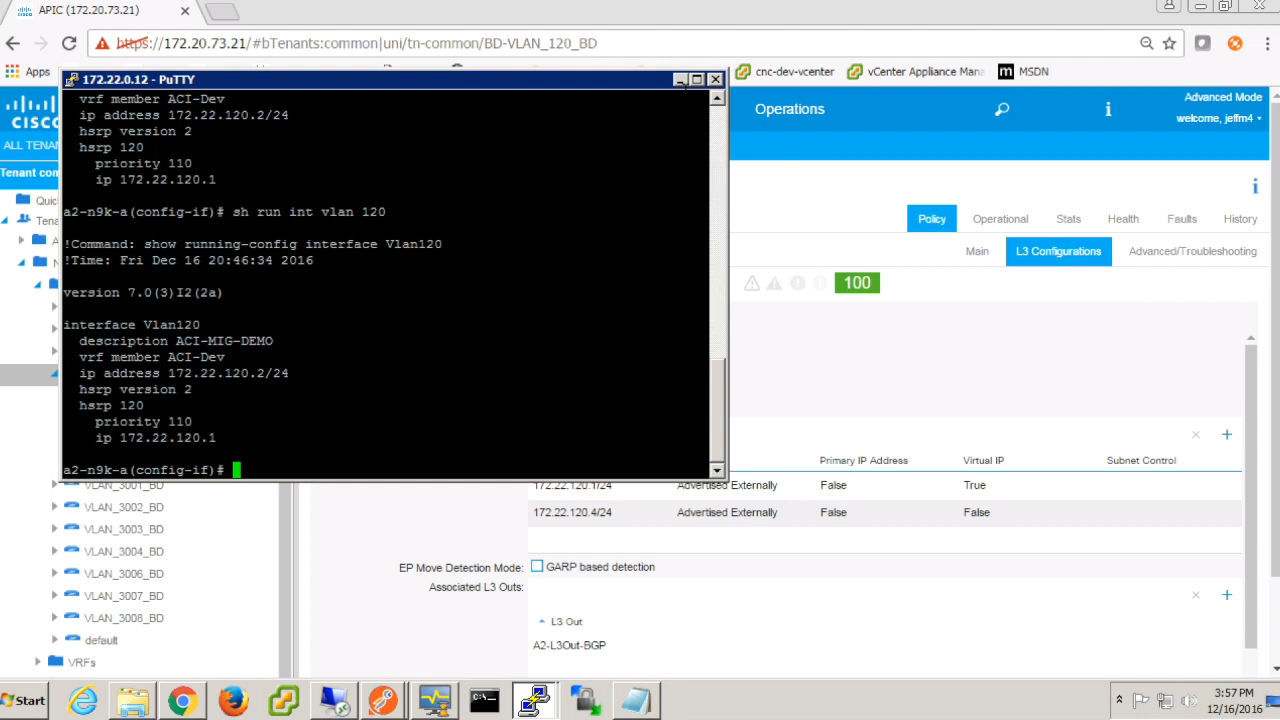 APIC (172.20.73.21)
https://172.20.73.21/#bTenants:common|uni/tn-common/BD-VLAN_120_BD
Apps
cnc-dev-vcenter
vCenter Appliance Mana
MSDN
172.22.0.12 - PuTTY
CISCO
Operations
Advanced Mode
welcome, jeffm4
ALL TENA
Tenant com
Quic
Tena
A
N
vrf member ACI-Dev
ip address 172.22.120.2/24
hsrp version 2
hsrp 120
priority 110
ip 172.22.120.1
a2-n9k-a(config-if)# sh run int vlan 120
!Command: show running-config interface Vlan120
!Time: Fri Dec 16 20:46:34 2016
version 7.0(3)I2(2a)
interface Vlan120
description ACI-MIG-DEMO
vrf member ACI-Dev
ip address 172.22.120.2/24
hsrp version 2
hsrp 120
priority 110
ip 172.22.120.1
a2-n9k-a(config-if)#
Policy
Operational
Stats
Health
Faults
History
Main
L3 Configurations
Advanced/Troubleshooting
100
Primary IP Address
Virtual IP
Subnet Control
172.22.120.1/24
Advertised Externally
False
True
172.22.120.4/24
Advertised Externally
False
False
EP Move Detection Mode:
GARP based detection
Associated L3 Outs:
L3 Out
A2-L3Out-BGP
VLAN_3001_BD
VLAN_3002_BD
VLAN_3003_BD
VLAN_3004_BD
VLAN_3006_BD
VLAN_3007_BD
VLAN_3008_BD
default
VRFs
Start
3:57 PM
12/16/2016